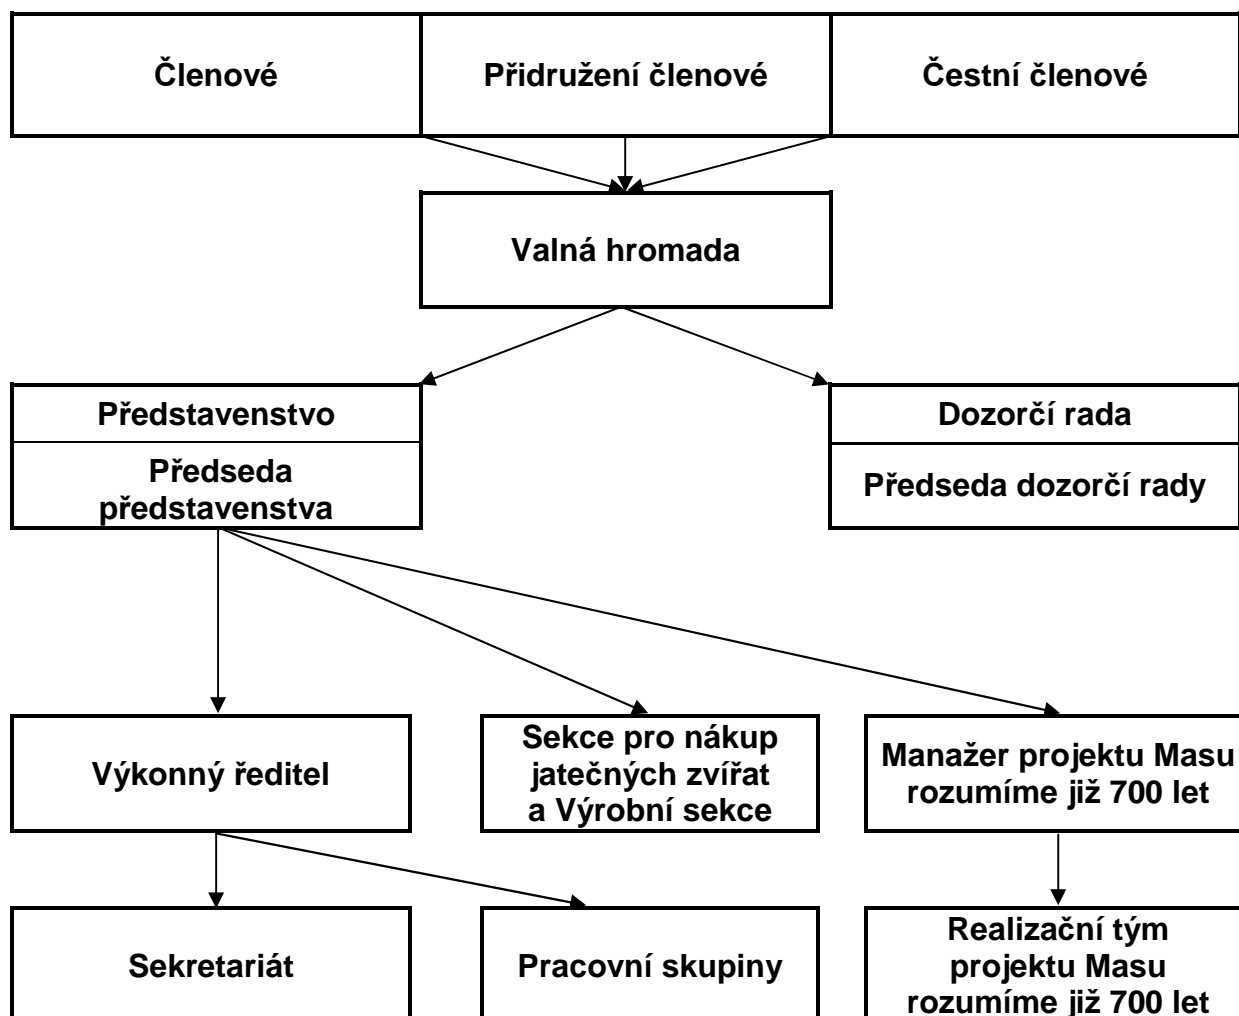 Členové
Přidružení členové
Čestní členové
Valná hromada
Představenstvo
Dozorčí rada
Předseda
představenstva
Předseda dozorčí rady
Výkonný ředitel
Sekce pro nákup
jatečných zvířat
a Výrobní sekce
Manažer projektu Masu
rozumíme již 700 let
Sekretariát
Pracovní skupiny
Realizační tým
projektu Masu
rozumíme již 700 let